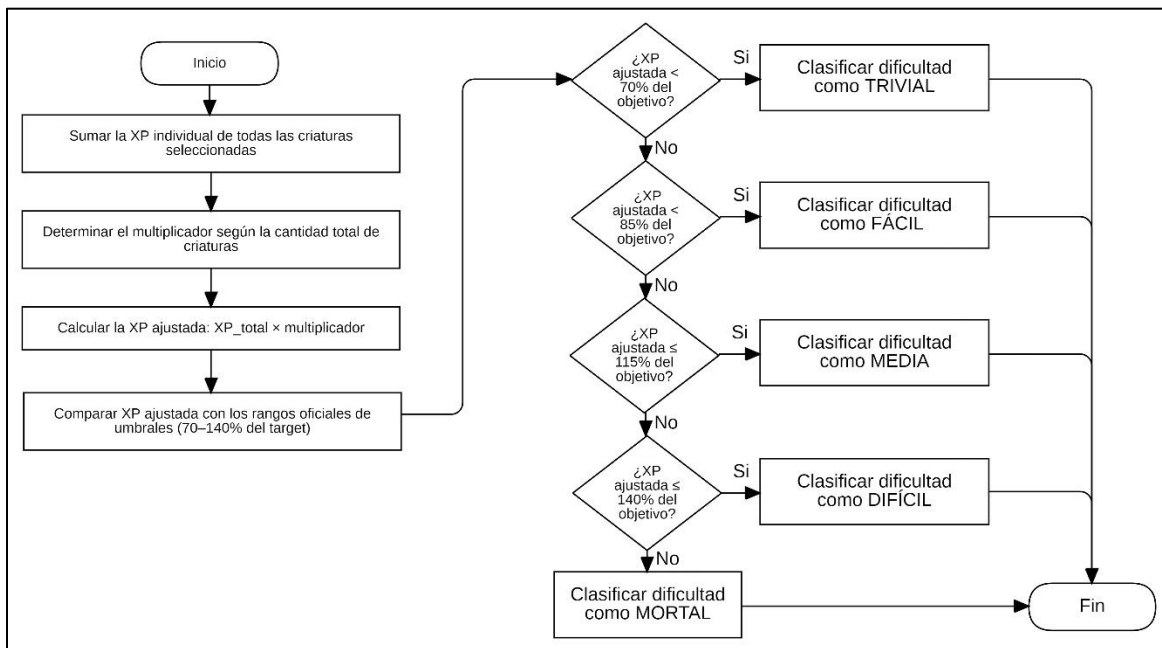 Inicio
Sumar la XP individual de todas las criaturas
seleccionadas
Determinar el multiplicador según la cantidad total de
criaturas
Calcular la XP ajustada: XP_total × multiplicador
Comparar XP ajustada con los rangos oficiales de
umbrales (70–140% del target)
¿XP
ajustada <
70% del
objetivo?
Si
Clasificar dificultad
como TRIVIAL
No
¿XP
ajustada <
85% del
objetivo?
Si
Clasificar dificultad
como FÁCIL
No
¿XP
ajustada ≤
115% del
objetivo?
Si
Clasificar dificultad
como MEDIA
No
¿XP
ajustada ≤
140% del
objetivo?
Si
Clasificar dificultad
como DIFÍCIL
No
Clasificar dificultad
como MORTAL
Fin